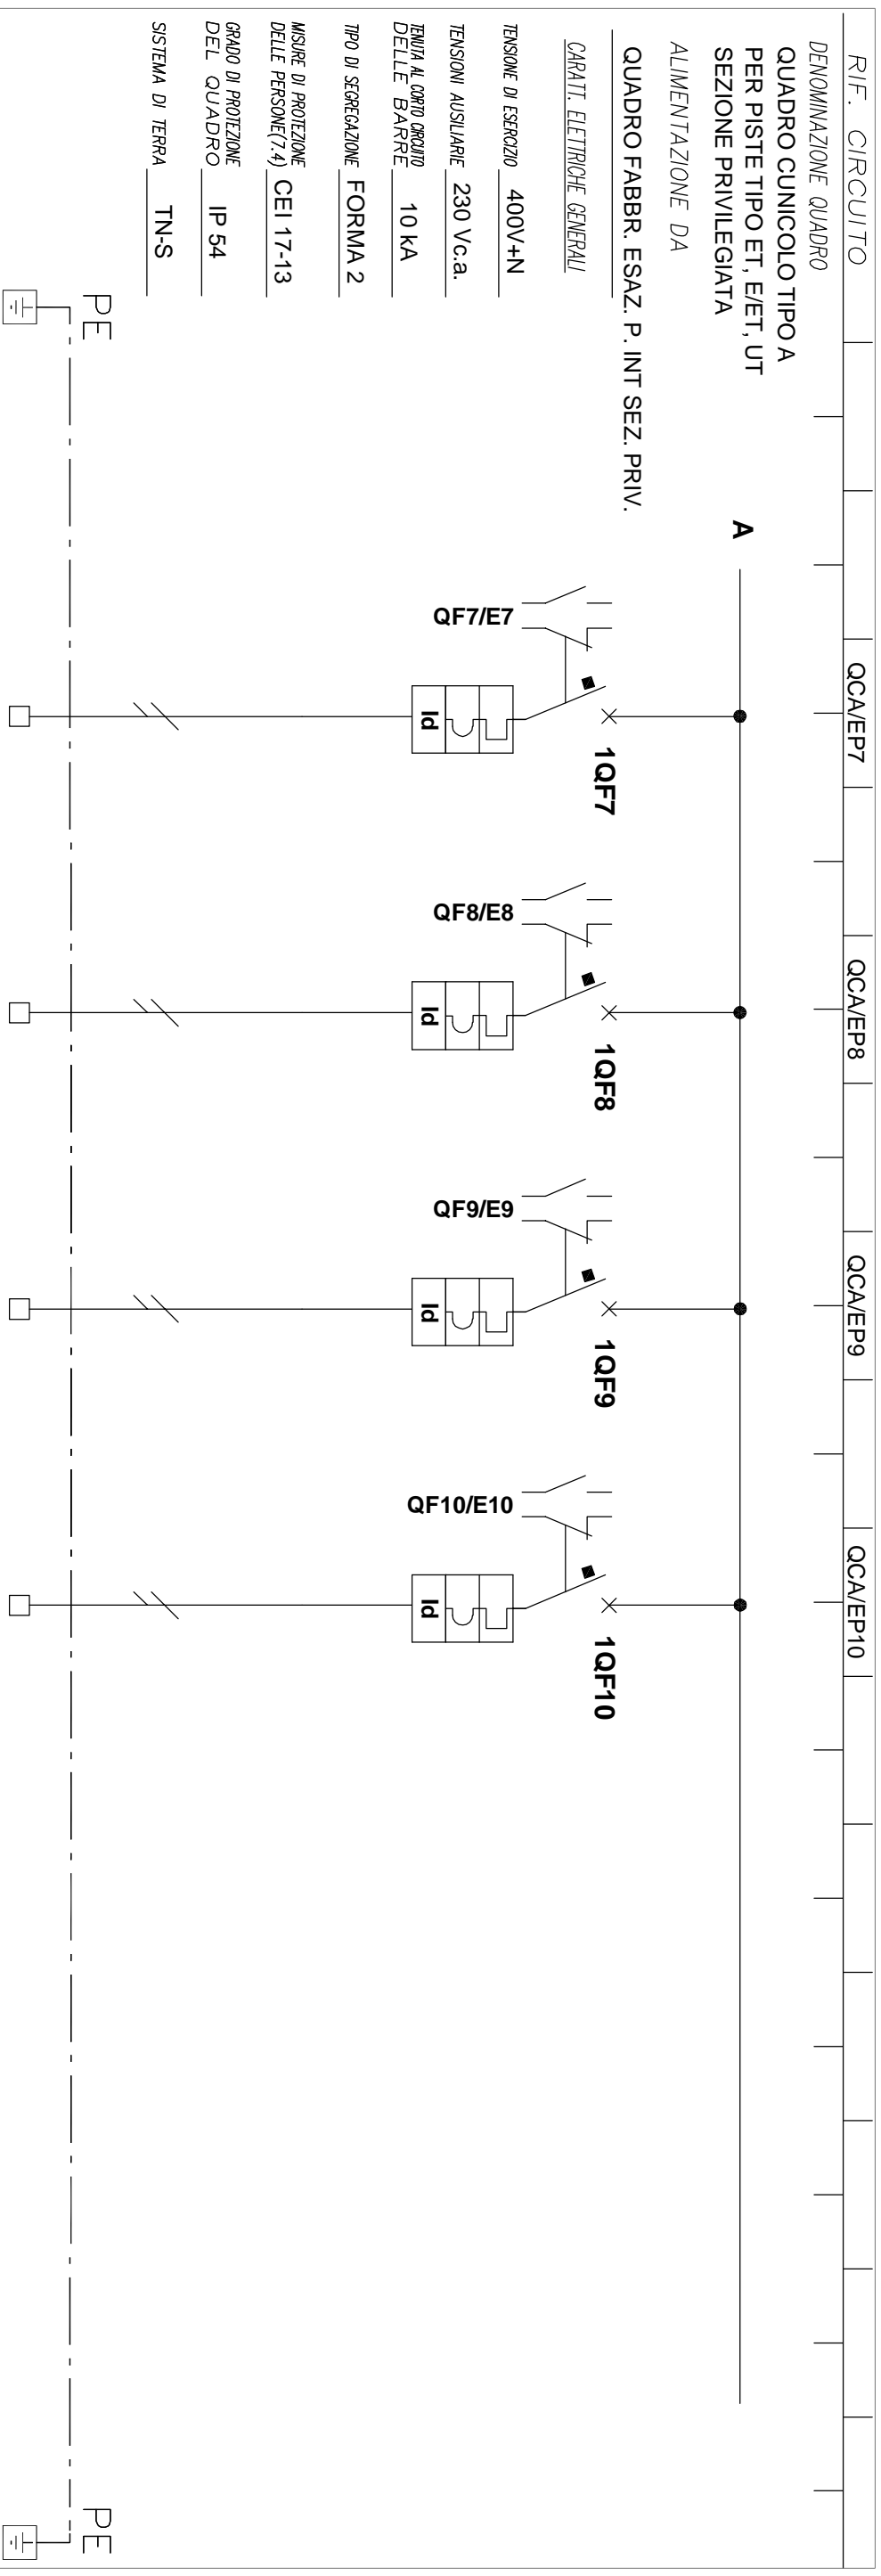 RIF. CIRCUITO
QCA/EP7
QCA/EP8
QCA/EP9
QCA/EP10
DENOMINAZIONE QUADRO
QUADRO CUNICOLO TIPO A
PER PISTE TIPO ET, E/ET, UT
SEZIONE PRIVILEGIATA
ALIMENTAZIONE DA
QUADRO FABBR. ESAZ. P. INT SEZ. PRIV.
CARATT. ELETTRICHE GENERALI
TENSIONE DI ESERCIZIO 400V+N
TENSIONI AUSILIARIE 230 Vc.a.
TENUTA AL CORTO CIRCUITO
DELLE BARRE 10 kA
TIPO DI SEGREGAZIONE FORMA 2
MISURE DI PROTEZIONE
DELLE PERSONE(7.4) CEI 17-13
GRADO DI PROTEZIONE
DEL QUADRO IP 54
SISTEMA DI TERRA TN-S
A
1QF7
QF7/E7
Id
1QF8
QF8/E8
Id
1QF9
QF9/E9
Id
1QF10
QF10/E10
Id
PE
PE